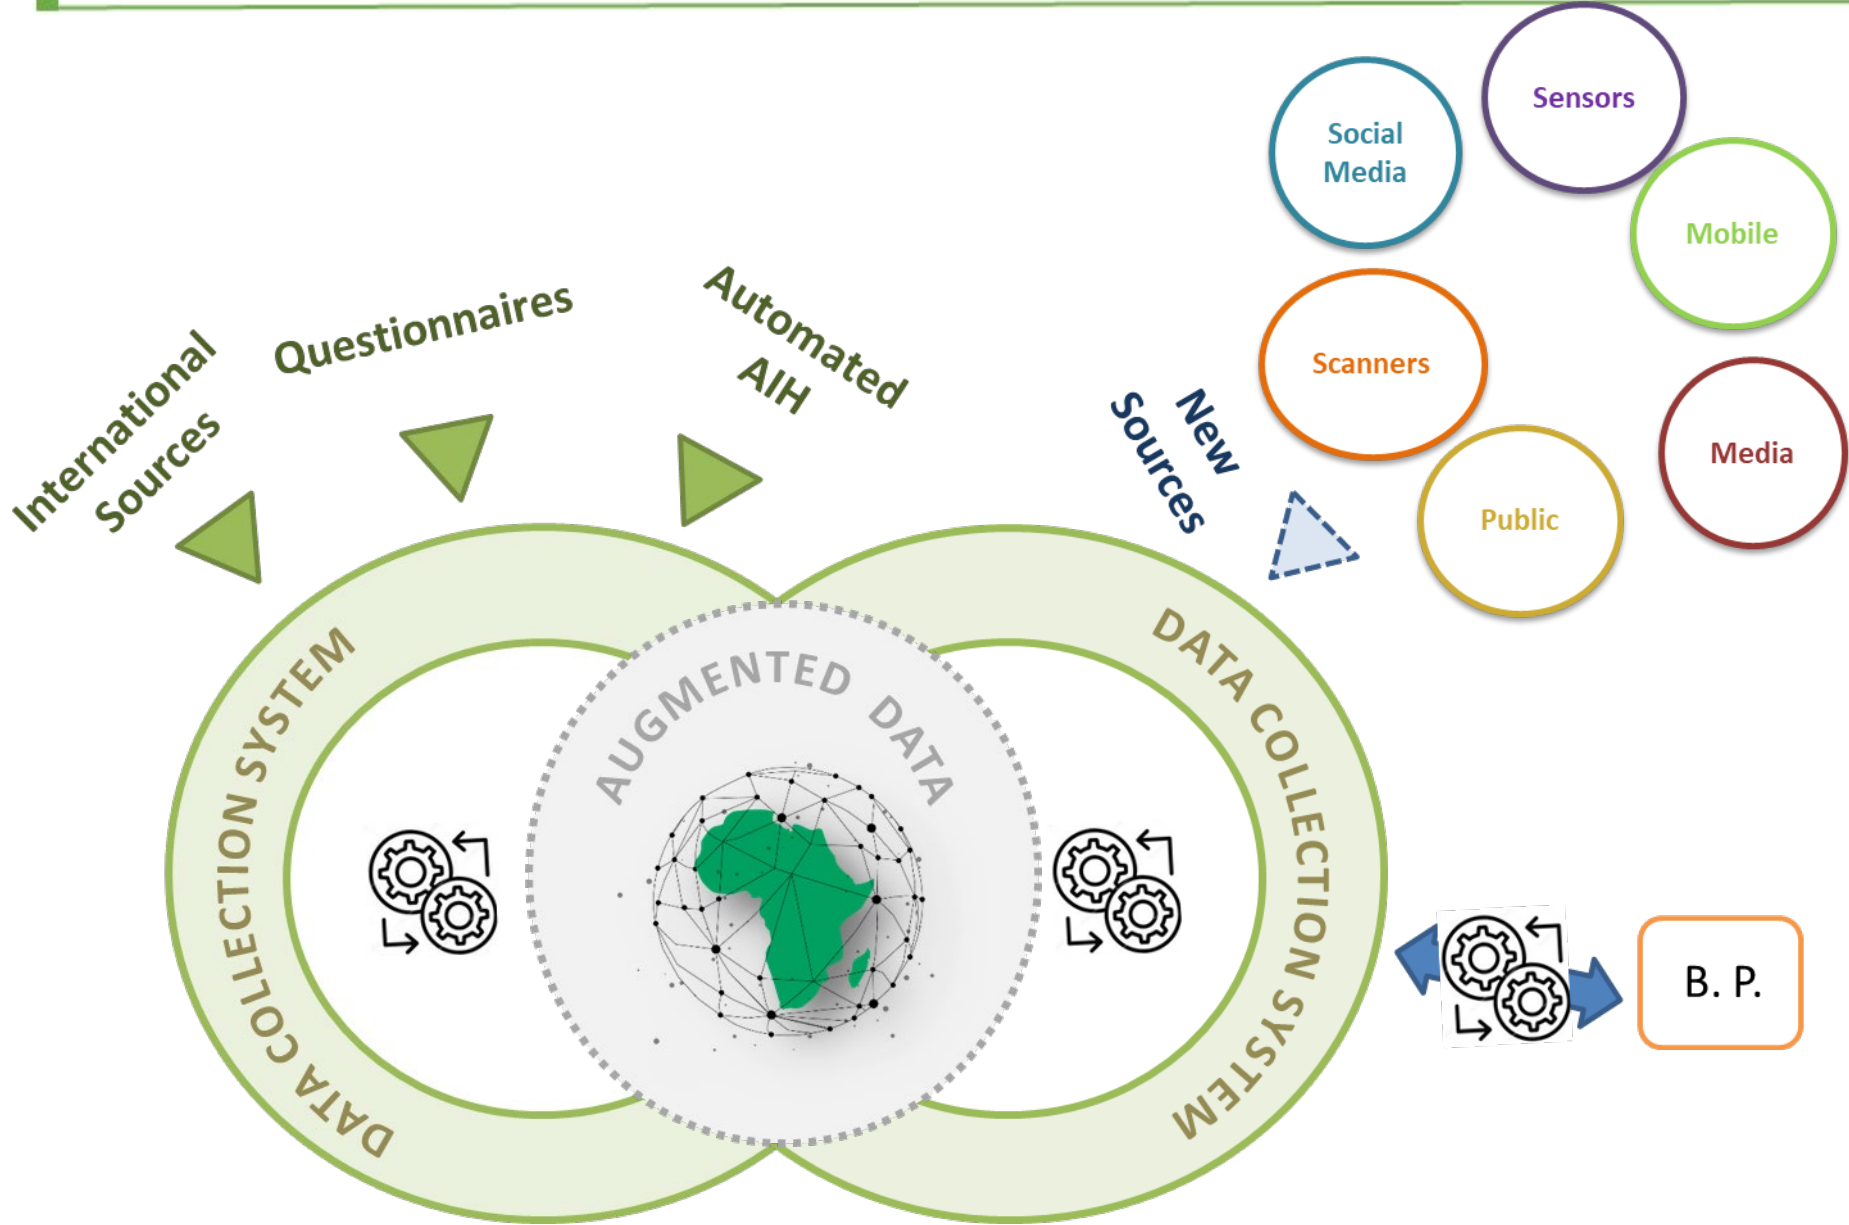 Sensors
Social
Media
Mobile
Scanners
Media
Public
International
Sources
Questionnaires
Automated
AIH
New
Sources
DATA COLLECTION SYSTEM
AUGMENTED DATA
DATA COLLECTION SYSTEM
B. P.